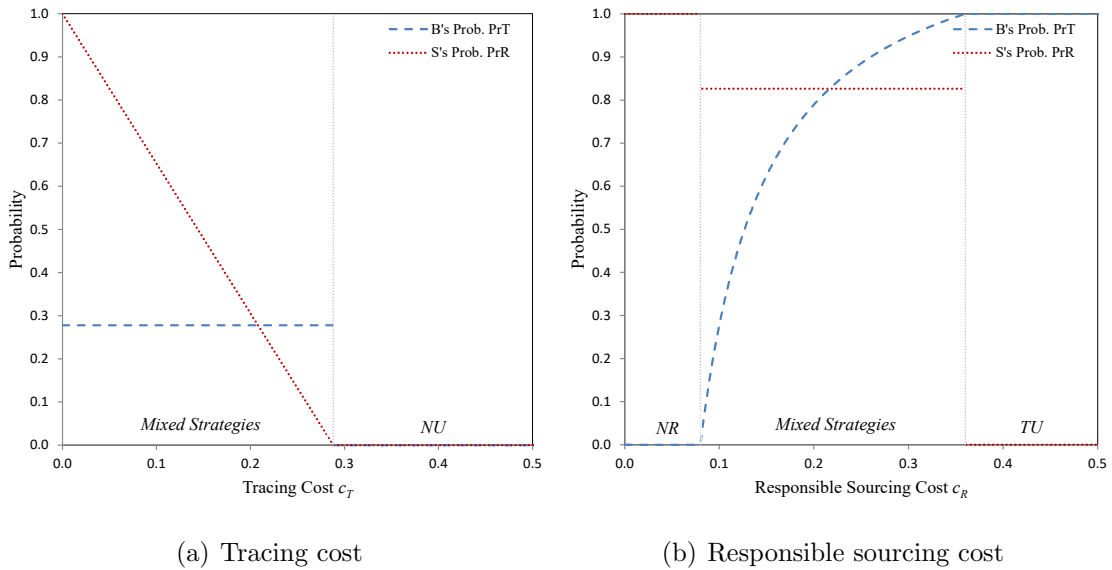 1.0
0.9
0.8
0.7
0.6
0.5
0.4
0.3
0.2
0.1
0.0
Probability
B's Prob. PrT
S's Prob. PrR
Mixed Strategies
NU
0.0 0.1 0.2 0.3 0.4 0.5
Tracing Cost c_T
(a) Tracing cost
1.0
0.9
0.8
0.7
0.6
0.5
0.4
0.3
0.2
0.1
0.0
Probability
B's Prob. PrT
S's Prob. PrR
NR
Mixed Strategies
TU
0.0 0.1 0.2 0.3 0.4 0.5
Responsible Sourcing Cost c_R
(b) Responsible sourcing cost